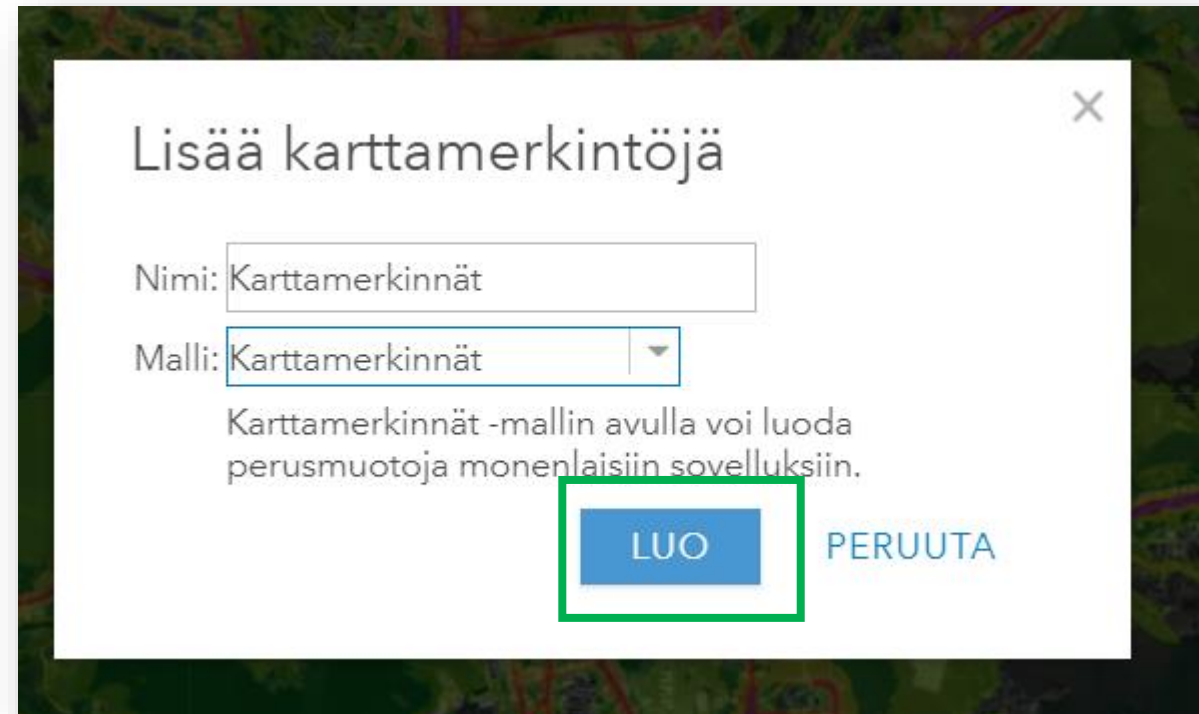 Lisää karttamerkintöjä
Nimi: Karttamerkinnät
Malli: Karttamerkinnät
Karttamerkinnät -mallin avulla voi luoda
perusmuotoja monenlaisiin sovelluksiin.
LUO PERUUTA